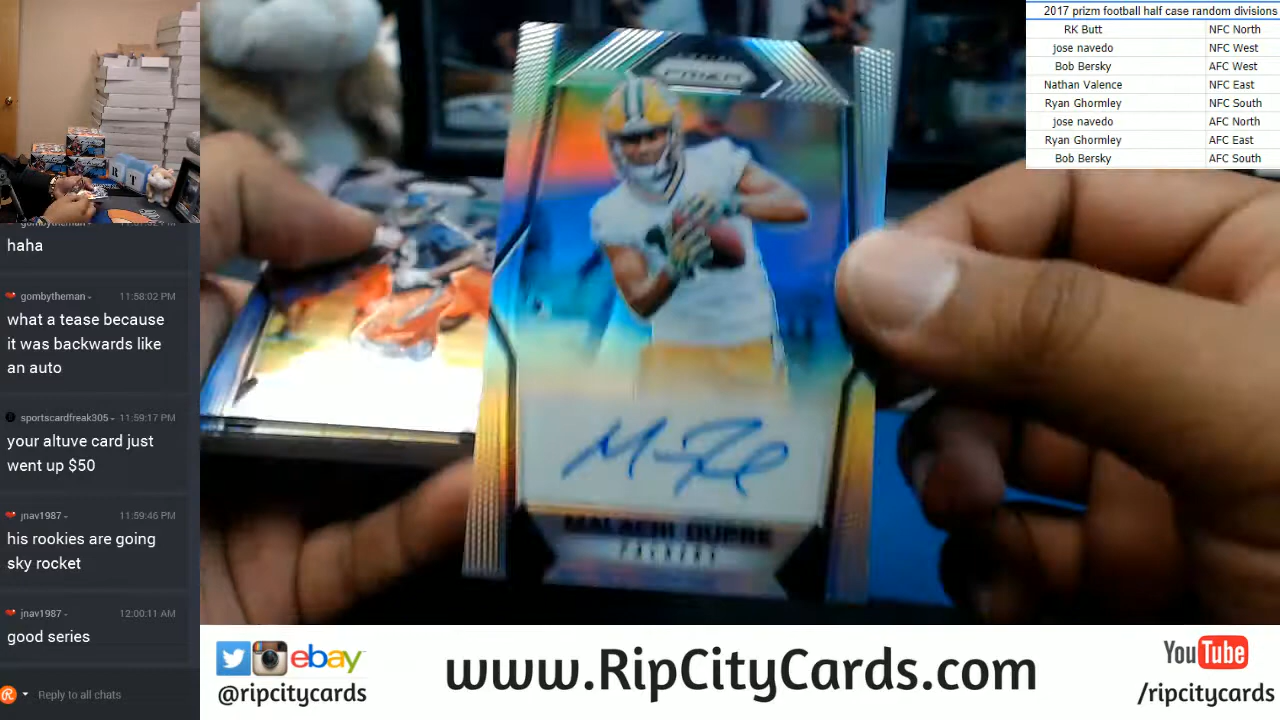 2017 prizm football half case random divisions
RK Butt NFC North
jose navedo NFC West
Bob Bersky AFC West
Nathan Valence NFC East
Ryan Ghormley NFC South
jose navedo AFC North
Ryan Ghormley AFC East
Bob Bersky AFC South
haha
gombytheman - 11:58:02 PM
what a tease because
it was backwards like
an auto
sportscardfreak305 - 11:59:17 PM
your altuve card just
went up $50
jnav1987 - 11:59:46 PM
his rookies are going
sky rocket
jnav1987 - 12:00:11 AM
good series
Reply to all chats
PRIZM
MALACHI DUPRE
ebay
@ripcitycards
www.RipCityCards.com
YouTube
/ripcitycards